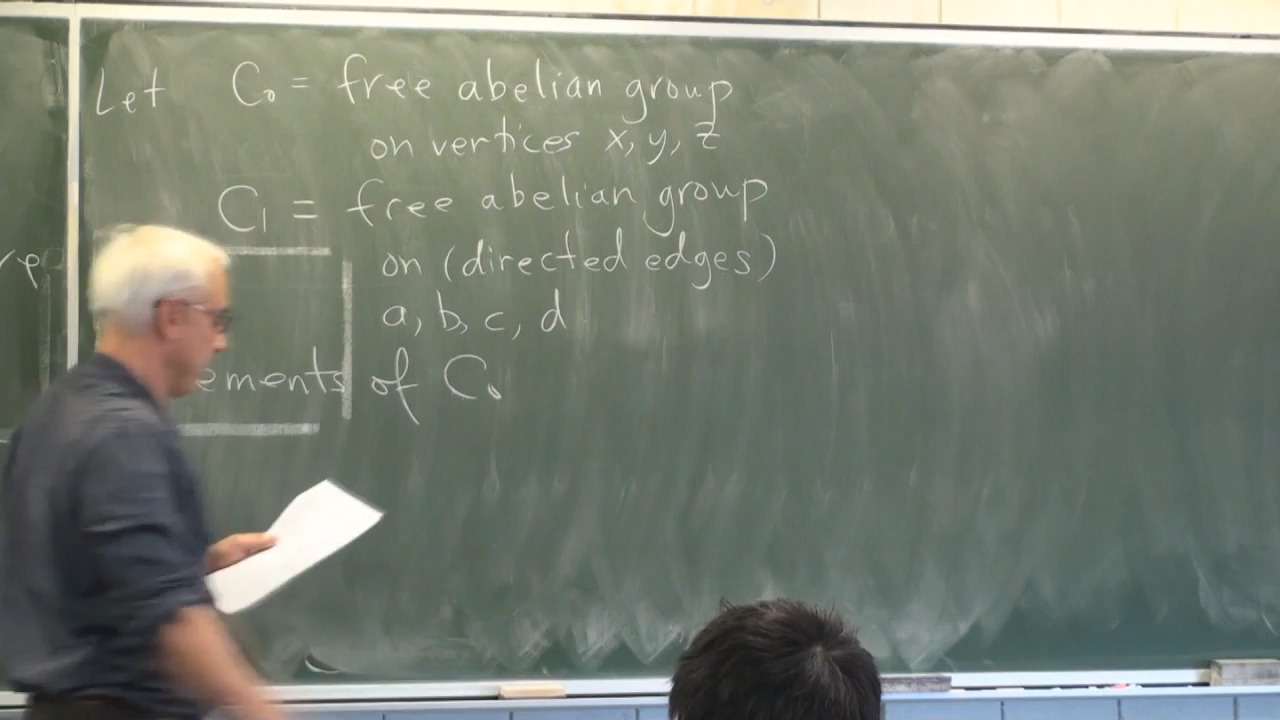 Let C₀ = free abelian group
on vertices x, y, z
C₁ = free abelian group
on (directed edges)
a, b, c, d
ements of C₀